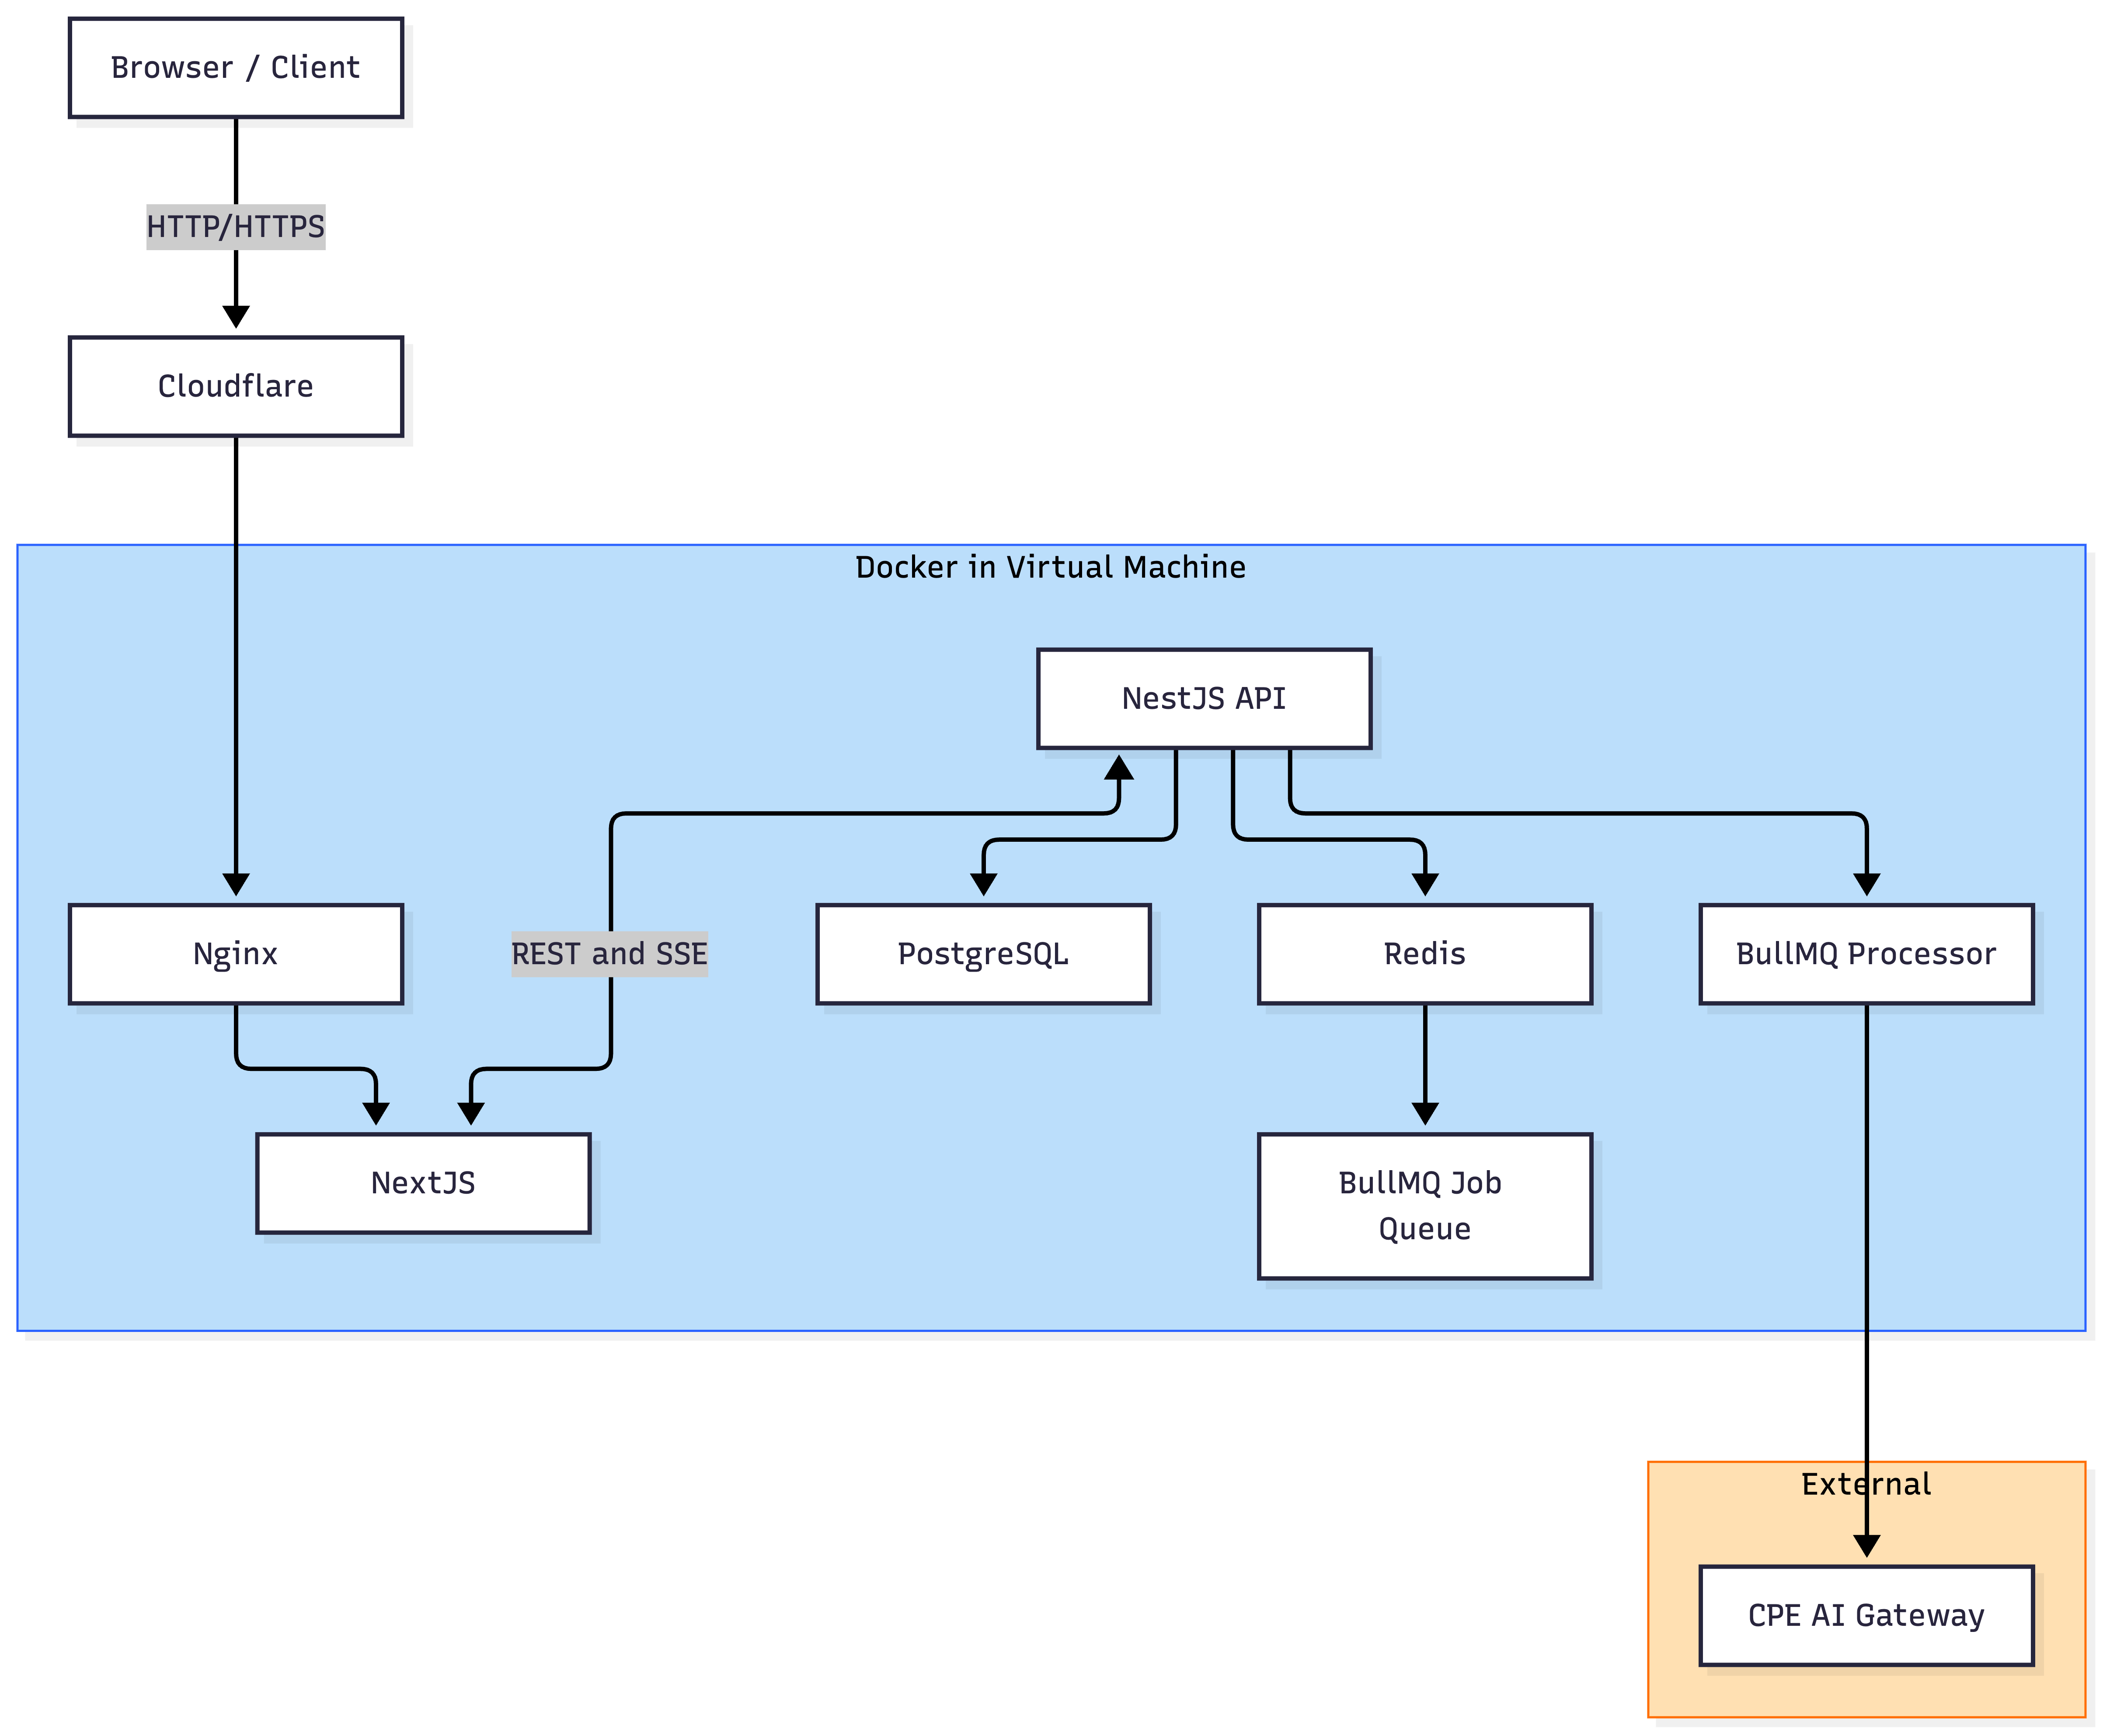 Browser / Client
HTTP/HTTPS
Cloudflare
Docker in Virtual Machine
NestJS API
Nginx
REST and SSE
PostgreSQL
Redis
BullMQ Processor
NextJS
BullMQ Job
Queue
External
CPE AI Gateway